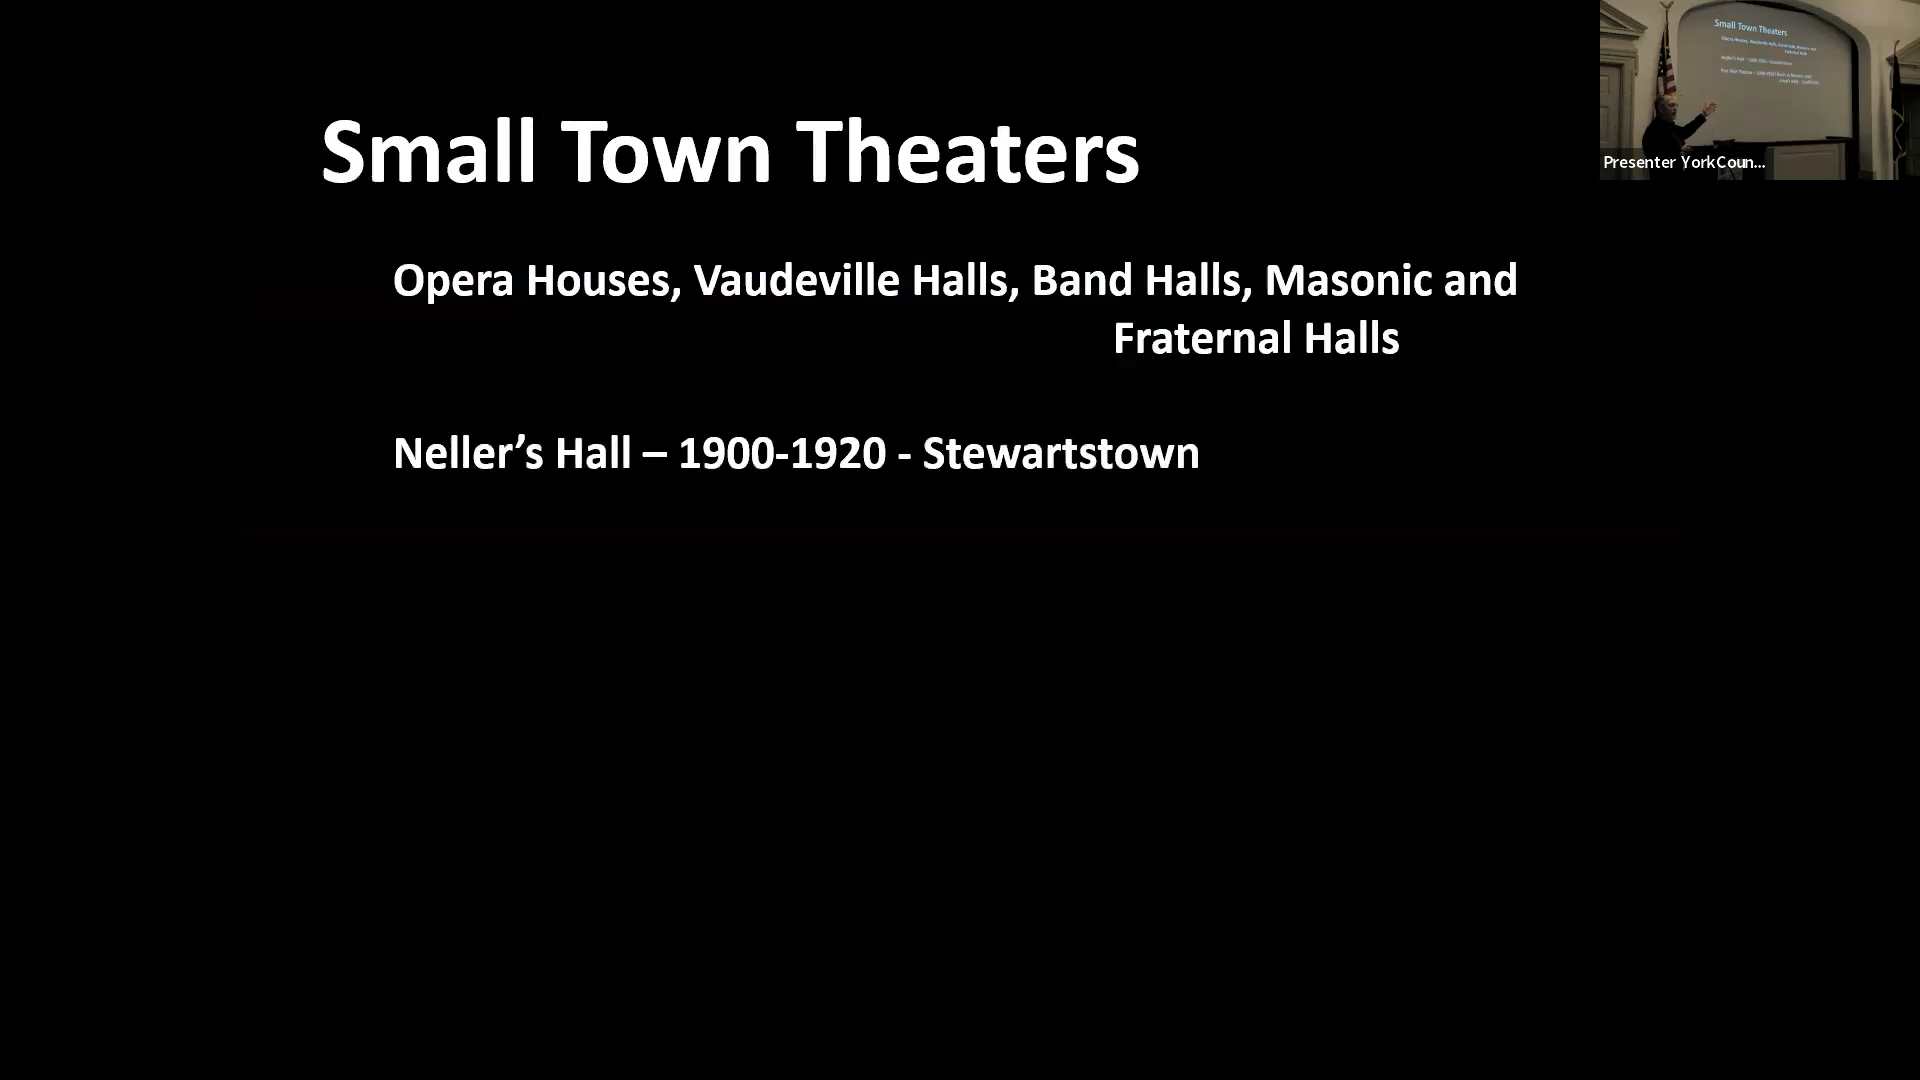 Small Town Theaters
Opera Houses, Vaudeville Halls, Band Halls, Masonic and
Fraternal Halls
Neller’s Hall – 1900-1920 - Stewartstown
Small Town Theaters
Presenter YorkCoun...